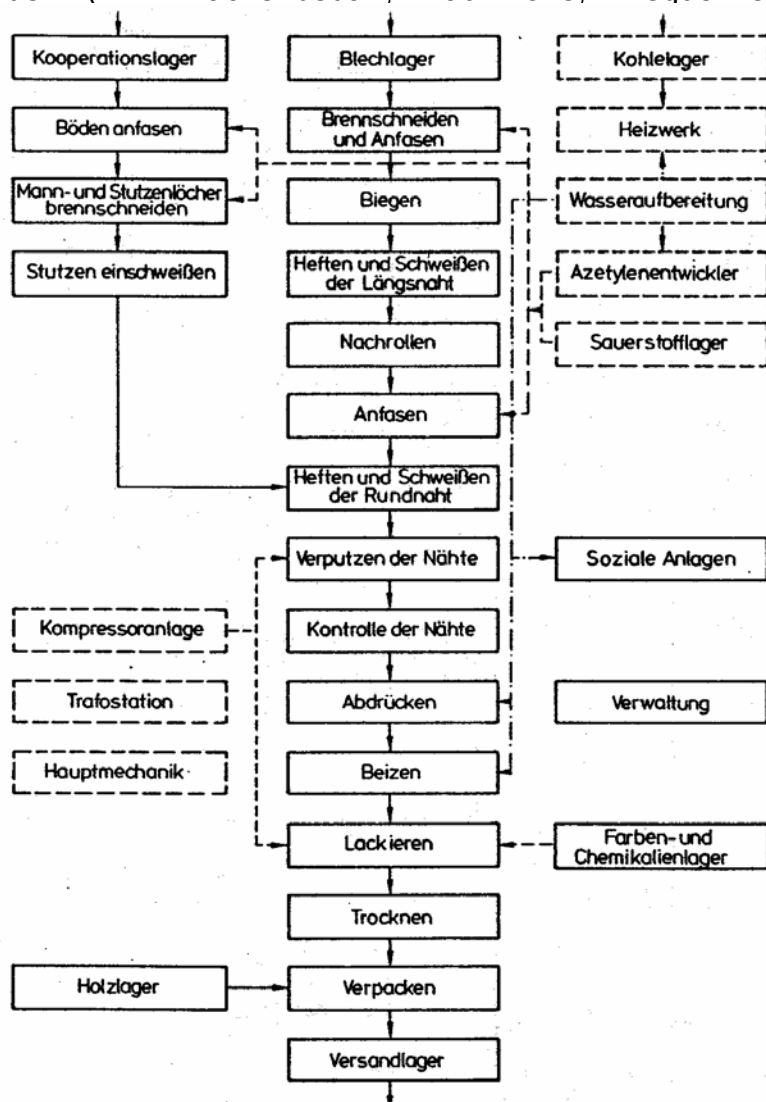 Kooperationslager
Blechlager
Kohlelager
Böden anfasen
Brennschneiden
und Anfasen
Heizwerk
Mann- und Stutzenlöcher
brennschneiden
Biegen
Wasseraufbereitung
Stutzen einschweißen
Heften und Schweißen
der Längsnaht
Azetylenentwickler
Nachrollen
Sauerstofflager
Anfasen
Heften und Schweißen
der Rundnaht
Verputzen der Nähte
Soziale Anlagen
Kompressoranlage
Kontrolle der Nähte
Trafostation
Abdrücken
Verwaltung
Hauptmechanik
Beizen
Lackieren
Farben- und
Chemikalienlager
Trocknen
Holzlager
Verpacken
Versandlager